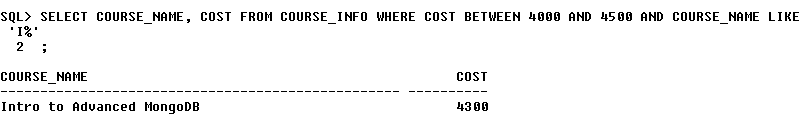 SQL> SELECT COURSE_NAME, COST FROM COURSE_INFO WHERE COST BETWEEN 4000 AND 4500 AND COURSE_NAME LIKE
 'I%'
  2  ;
COURSE_NAME                                              COST
-------------------------------------------------- ----------
Intro to Advanced MongoDB                                4300